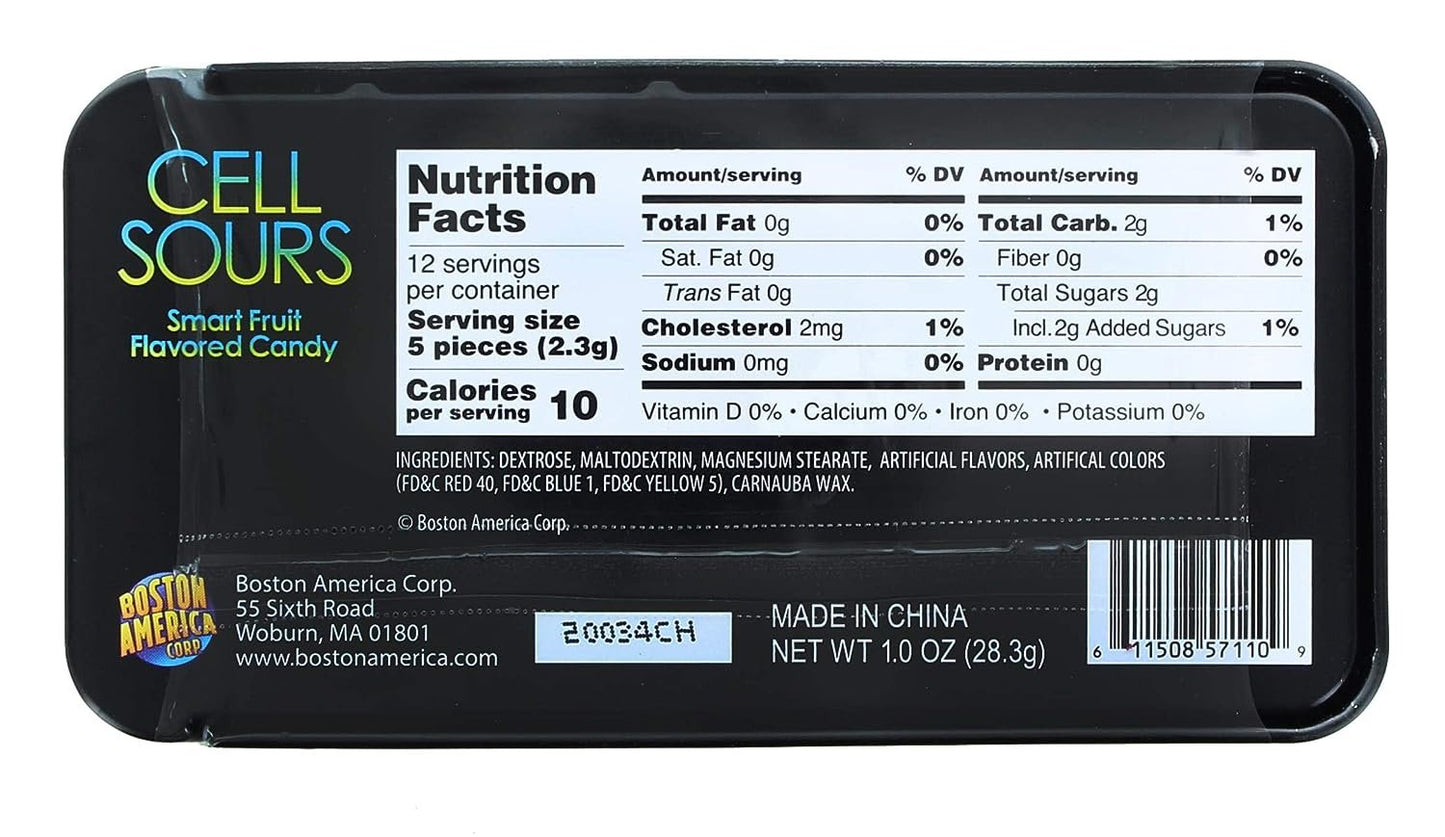 CELL
SOURS
Smart Fruit
Flavored Candy
Nutrition
Facts
12 servings
per container
Serving size
5 pieces (2.3g)
Calories
per serving 10
Amount/serving % DV
Total Fat 0g 0%
Sat. Fat 0g 0%
Trans Fat 0g
Cholesterol 2mg 1%
Sodium 0mg 0%
Amount/serving % DV
Total Carb. 2g 1%
Fiber 0g 0%
Total Sugars 2g
Incl.2g Added Sugars 1%
Protein 0g
Vitamin D 0% • Calcium 0% • Iron 0% • Potassium 0%
INGREDIENTS: DEXTROSE, MALTODEXTRIN, MAGNESIUM STEARATE, ARTIFICIAL FLAVORS, ARTIFICAL COLORS
(FD&C RED 40, FD&C BLUE 1, FD&C YELLOW 5), CARNAUBA WAX.
© Boston America Corp.
BOSTON
AMERICA
CORP
Boston America Corp.
55 Sixth Road
Woburn, MA 01801
www.bostonamerica.com
20034CH
MADE IN CHINA
NET WT 1.0 OZ (28.3g)
6 11508 57110 9